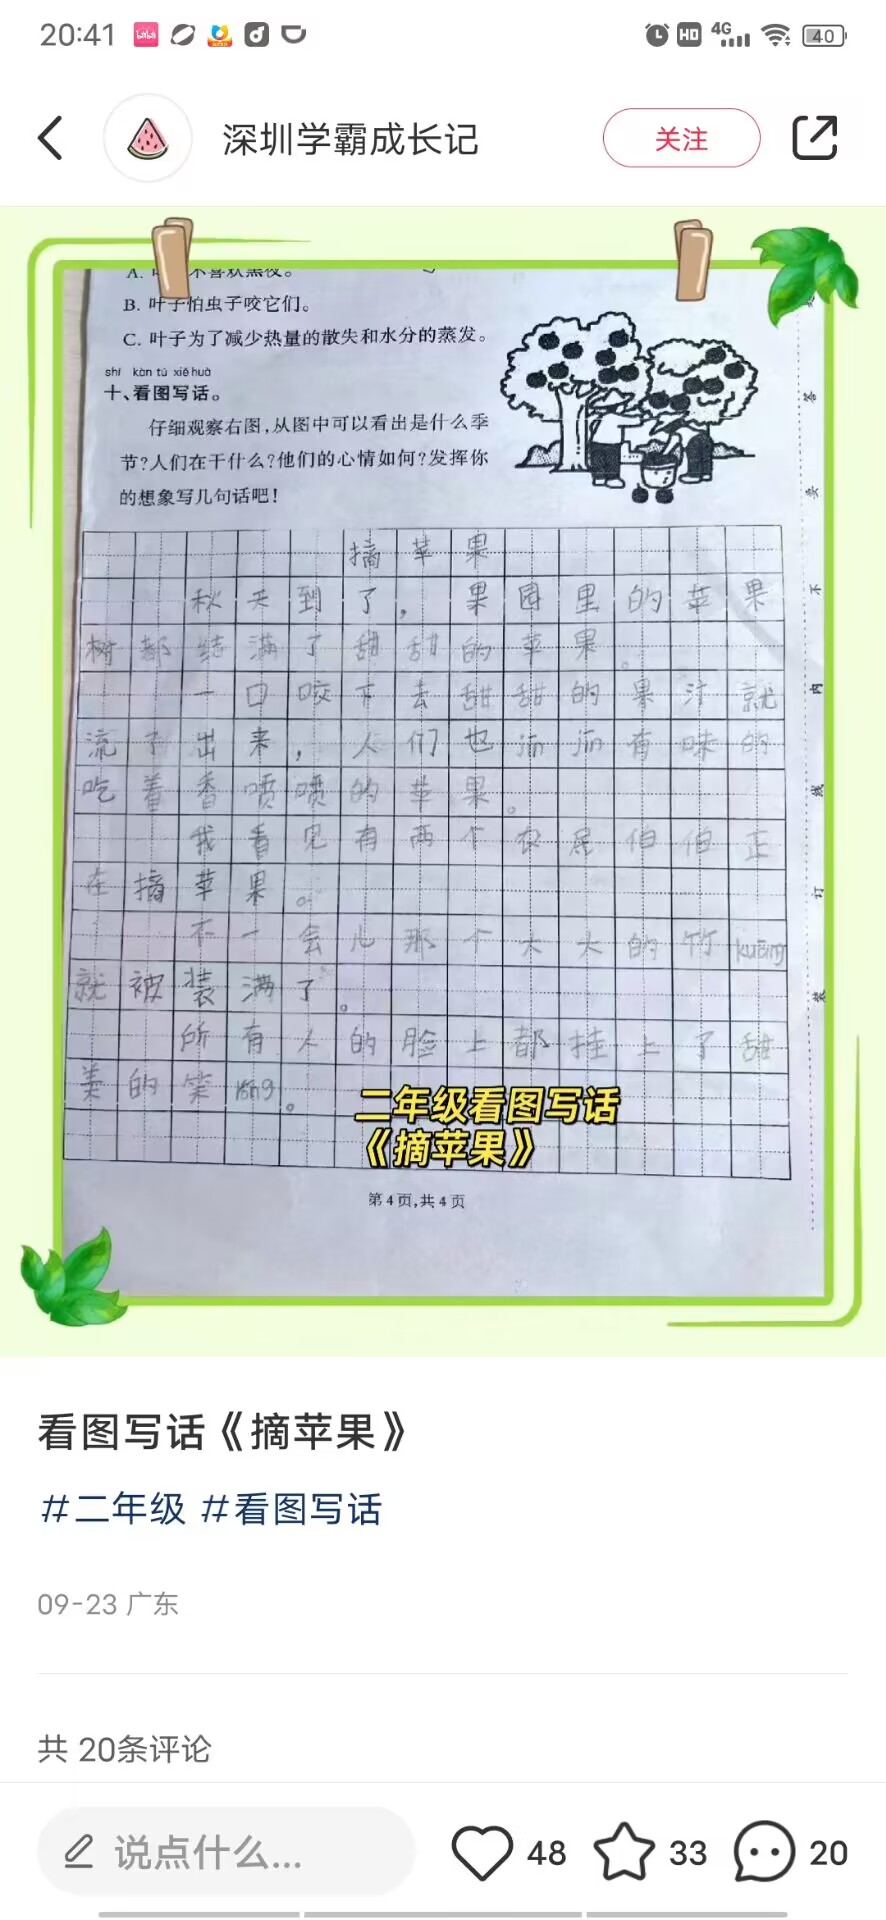 20:41
HD 4G 40
深圳学霸成长记
关注
B. 叶子怕虫子咬它们。
C. 叶子为了减少热量的散失和水分的蒸发。
shí kàn tú xiě huà
十、看图写话。
仔细观察右图,从图中可以看出是什么季
节?人们在干什么?他们的心情如何?发挥你
的想象写几句话吧!
摘苹果
秋天到了，果园里的苹果
树都结满了甜甜的苹果。
一口咬下去甜甜的果汁就
流了出来，人们也津津有味的
吃着香喷喷的苹果。
我看见有两个农民伯伯正
在摘苹果。
不一会儿那个大大的竹kuāng
就被装满了。
所有人的脸上都挂上了甜
美的笑róng。
二年级看图写话
《摘苹果》
第4页,共4页
答
内
线
订
装
看图写话《摘苹果》
#二年级 #看图写话
09-23 广东
共 20条评论
说点什么...
48
33
20